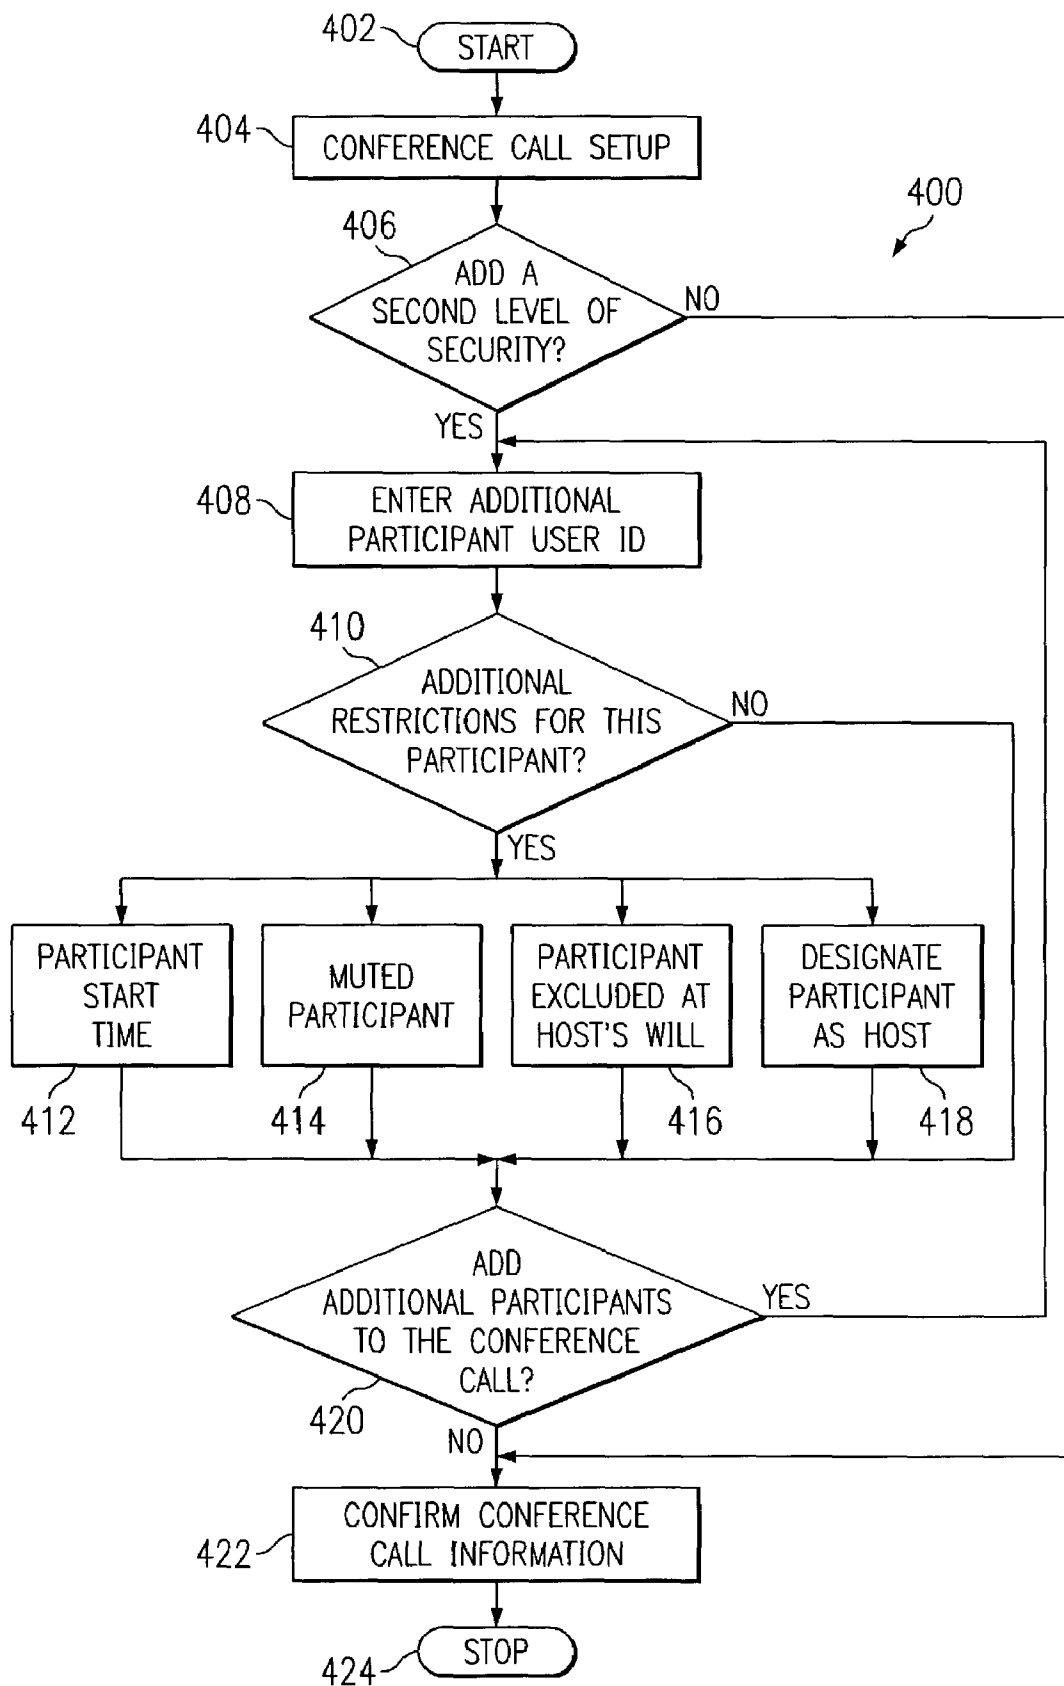 402
START
404
CONFERENCE CALL SETUP
400
406
ADD A
SECOND LEVEL OF
SECURITY?
NO
YES
408
ENTER ADDITIONAL
PARTICIPANT USER ID
410
ADDITIONAL
RESTRICTIONS FOR THIS
PARTICIPANT?
NO
YES
PARTICIPANT
START
TIME
412
MUTED
PARTICIPANT
414
PARTICIPANT
EXCLUDED AT
HOST'S WILL
416
DESIGNATE
PARTICIPANT
AS HOST
418
ADD
ADDITIONAL PARTICIPANTS
TO THE CONFERENCE
CALL?
YES
420
NO
422
CONFIRM CONFERENCE
CALL INFORMATION
STOP
424